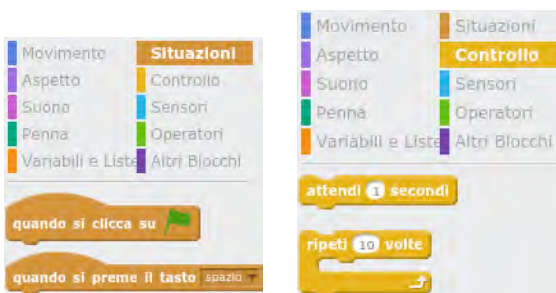 Movimento Situazioni
Aspetto Controllo
Suono Sensori
Penna Operatori
Variabili e Liste Altri Blocchi
quando si clicca su
quando si preme il tasto spazio
Movimento Situazioni
Aspetto Controllo
Suono Sensori
Penna Operatori
Variabili e Liste Altri Blocchi
attendi 1 secondi
ripeti 10 volte